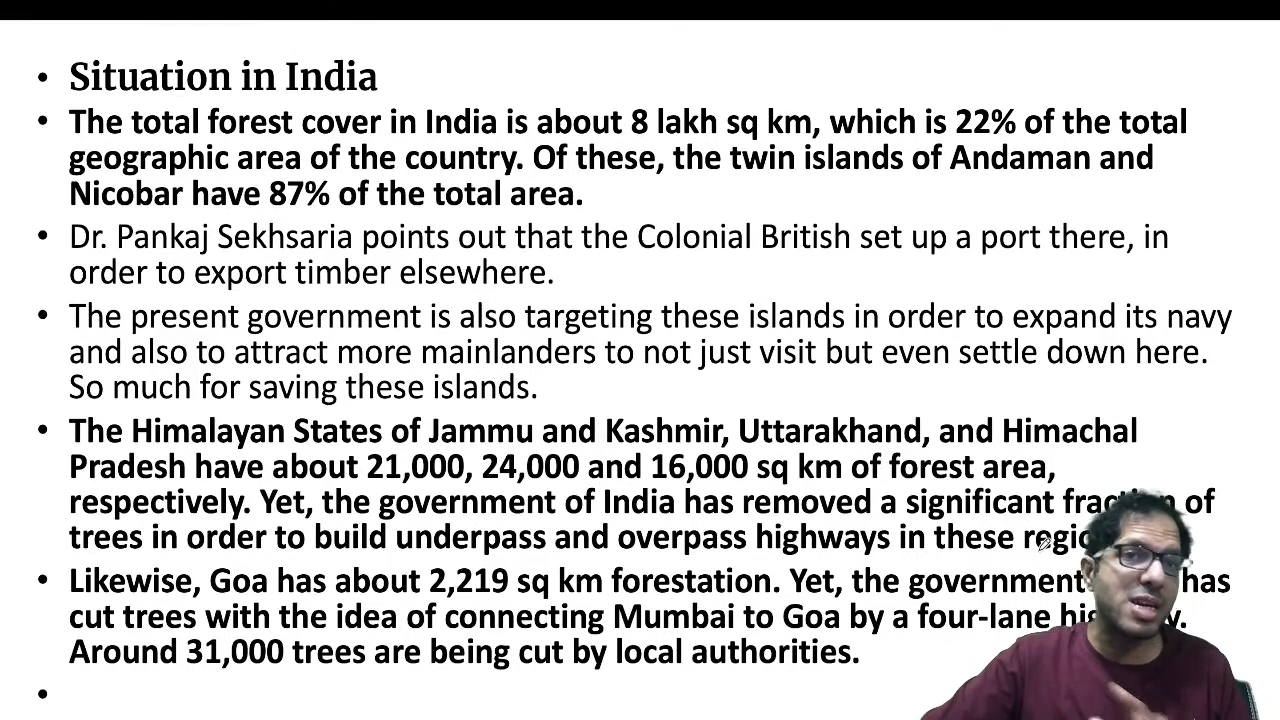 • Situation in India
• The total forest cover in India is about 8 lakh sq km, which is 22% of the total
geographic area of the country. Of these, the twin islands of Andaman and
Nicobar have 87% of the total area.
• Dr. Pankaj Sekhsaria points out that the Colonial British set up a port there, in
order to export timber elsewhere.
• The present government is also targeting these islands in order to expand its navy
and also to attract more mainlanders to not just visit but even settle down here.
So much for saving these islands.
• The Himalayan States of Jammu and Kashmir, Uttarakhand, and Himachal
Pradesh have about 21,000, 24,000 and 16,000 sq km of forest area,
respectively. Yet, the government of India has removed a significant of
trees in order to build underpass and overpass highways in these
• Likewise, Goa has about 2,219 sq km forestation. Yet, the government has
cut trees with the idea of connecting Mumbai to Goa by a four-lane
Around 31,000 trees are being cut by local authorities.
•